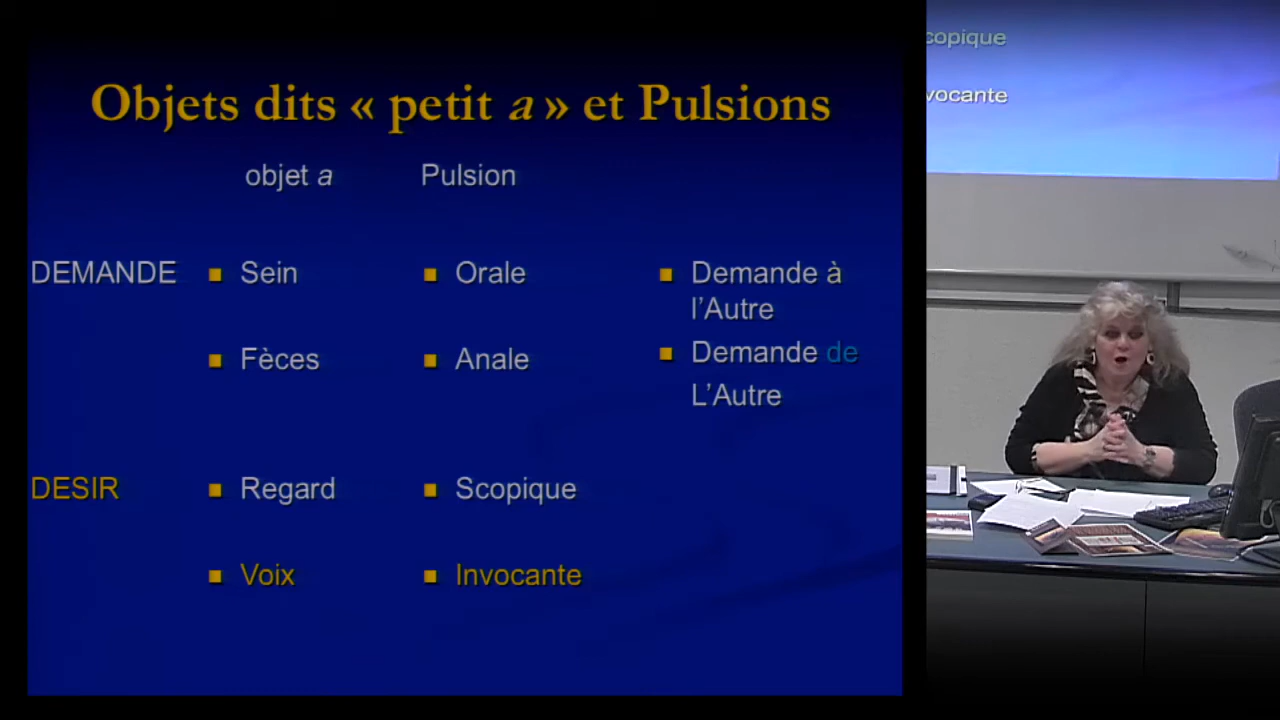 Objets dits « petit a » et Pulsions
objet a Pulsion
DEMANDE Sein Orale Demande à
l'Autre
Fèces Anale Demande de
L'Autre
DESIR Regard Scopique
Voix Invocante
copique
vocante